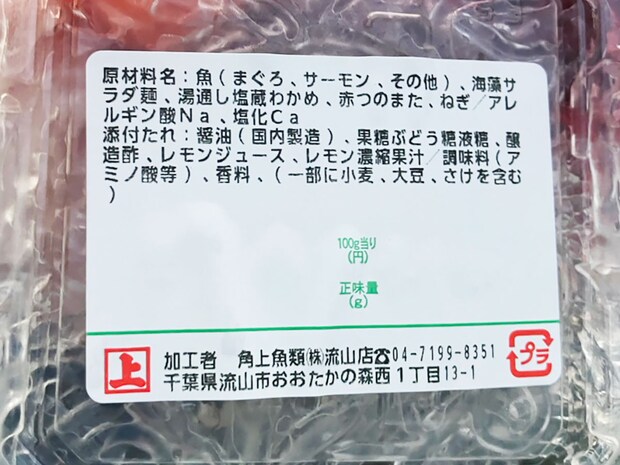 原材料名：魚（まぐろ、サーモン、その他）、海藻サ
ラダ麺、湯通し塩蔵わかめ、赤つのまた、ねぎ／アレ
ルギン酸Ｎａ、塩化Ｃａ
添付たれ：醤油（国内製造）、果糖ぶどう糖液糖、醸
造酢、レモンジュース、レモン濃縮果汁／調味料（ア
ミノ酸等）、香料、（一部に小麦、大豆、さけを含む
）
100g当り
(円)
正味量
(g)
上 加工者 角上魚類㈱流山店☎04-7199-8351
千葉県流山市おおたかの森西１丁目13-1
プラ